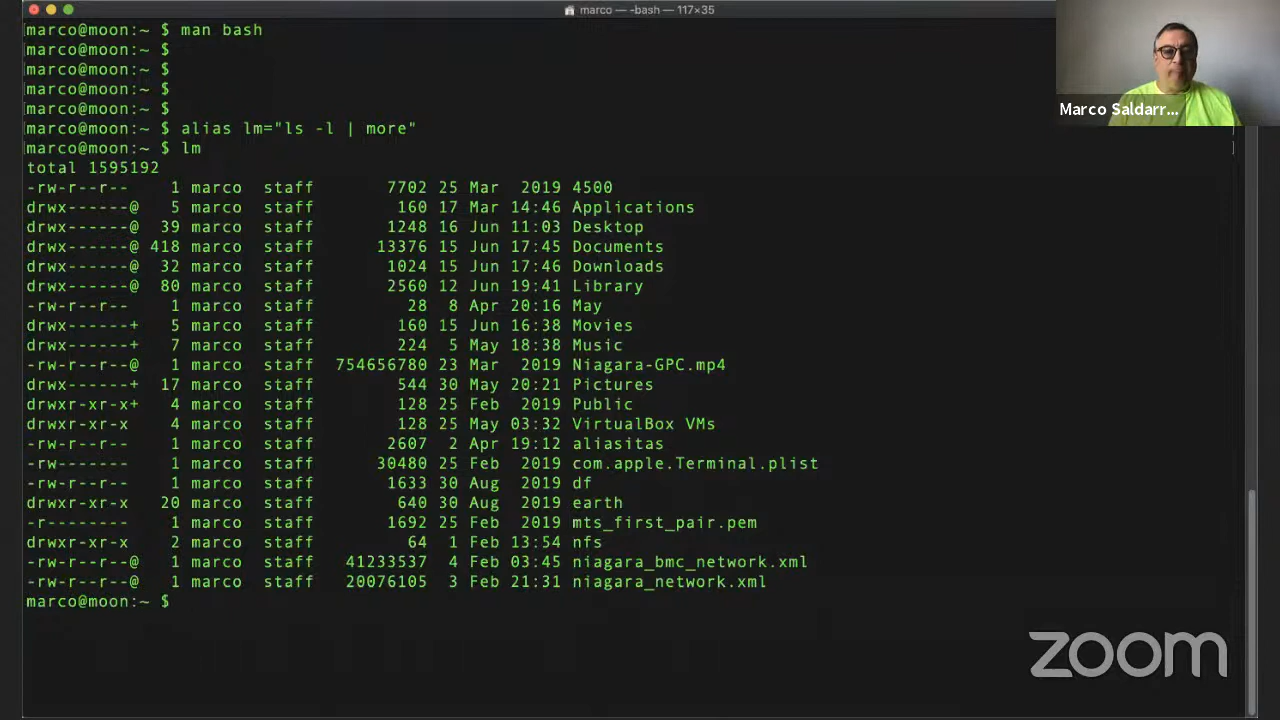 marco — -bash — 117×35
marco@moon:~ $ man bash
marco@moon:~ $
marco@moon:~ $
marco@moon:~ $
marco@moon:~ $
marco@moon:~ $ alias lm="ls -l | more"
marco@moon:~ $ lm
total 1595192
-rw-r--r--   1 marco  staff       7702 25 Mar  2019 4500
drwx------@  5 marco  staff        160 17 Mar 14:46 Applications
drwx------@ 39 marco  staff       1248 16 Jun 11:03 Desktop
drwx------@ 418 marco  staff      13376 15 Jun 17:45 Documents
drwx------@ 32 marco  staff       1024 15 Jun 17:46 Downloads
drwx------@ 80 marco  staff       2560 12 Jun 19:41 Library
-rw-r--r--   1 marco  staff         28  8 Apr 20:16 May
drwx------+  5 marco  staff        160 15 Jun 16:38 Movies
drwx------+  7 marco  staff        224  5 May 18:38 Music
-rw-r--r--@  1 marco  staff  754656780 23 Mar  2019 Niagara-GPC.mp4
drwx------+ 17 marco  staff        544 30 May 20:21 Pictures
drwxr-xr-x+  4 marco  staff        128 25 Feb  2019 Public
drwxr-xr-x   4 marco  staff        128 25 May 03:32 VirtualBox VMs
-rw-r--r--   1 marco  staff       2607  2 Apr 19:12 aliasitas
-rw-------   1 marco  staff      30480 25 Feb  2019 com.apple.Terminal.plist
-rw-r--r--   1 marco  staff       1633 30 Aug  2019 df
drwxr-xr-x  20 marco  staff        640 30 Aug  2019 earth
-r--------   1 marco  staff       1692 25 Feb  2019 mts_first_pair.pem
drwxr-xr-x   2 marco  staff         64  1 Feb 13:54 nfs
-rw-r--r--@  1 marco  staff   41233537  4 Feb 03:45 niagara_bmc_network.xml
-rw-r--r--@  1 marco  staff   20076105  3 Feb 21:31 niagara_network.xml
marco@moon:~ $
Marco Saldarr...
zoom